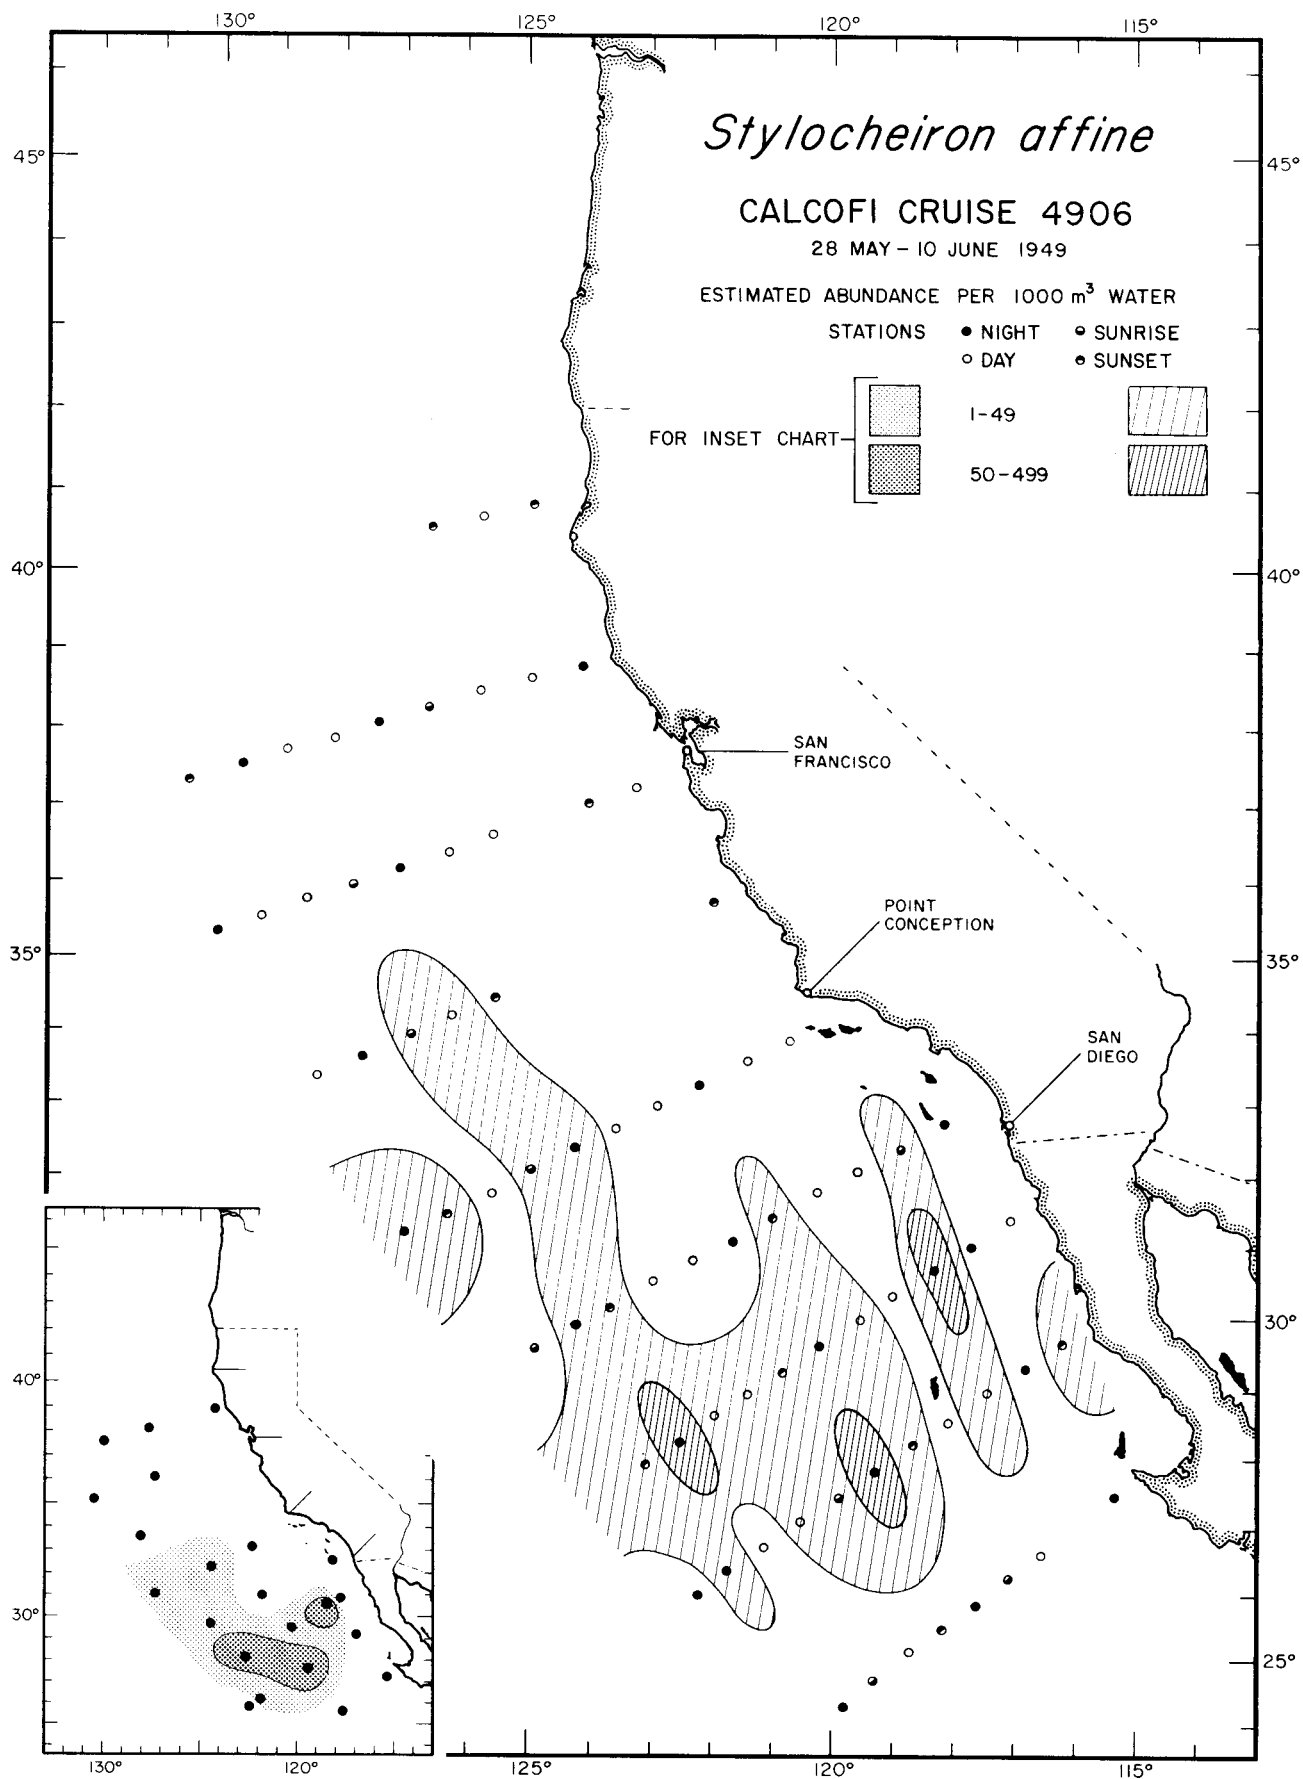 130° 125° 120° 115°
Stylocheiron affine
45° 45°
CALCOFI CRUISE 4906
28 MAY – 10 JUNE 1949
ESTIMATED ABUNDANCE PER 1000 m³ WATER
STATIONS NIGHT SUNRISE
DAY SUNSET
1-49
FOR INSET CHART
50-499
40° 40°
SAN
FRANCISCO
POINT
CONCEPTION
35° 35°
SAN
DIEGO
30°
40°
30°
25°
130° 120° 125° 120° 115°